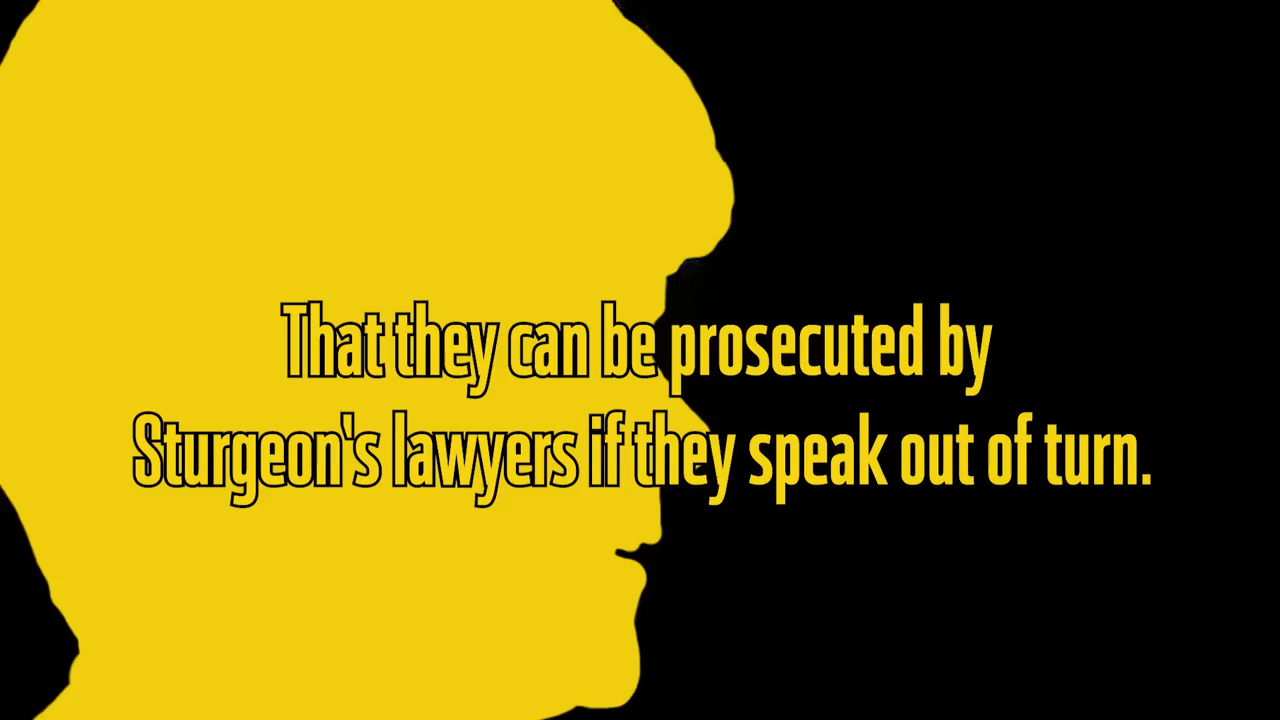 That they can be prosecuted by
Sturgeon's lawyers if they speak out of turn.